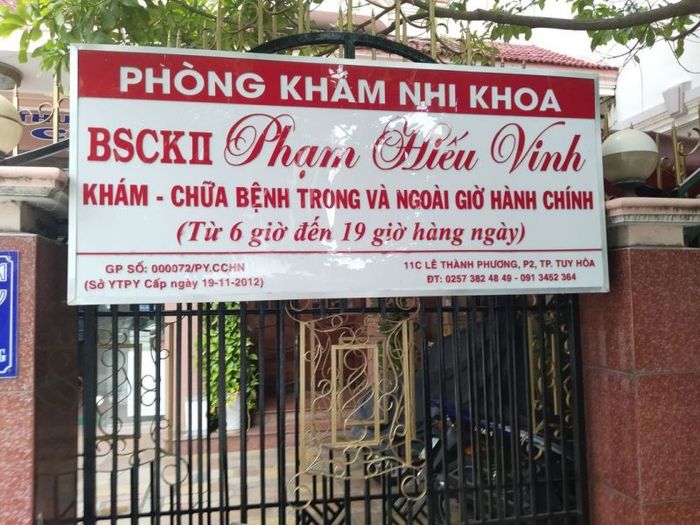 PHÒNG KHÁM NHI KHOA
BSCKII Phạm Hiếu Vinh
KHÁM - CHỮA BỆNH TRONG VÀ NGOÀI GIỜ HÀNH CHÍNH
(Từ 6 giờ đến 19 giờ hàng ngày)
GP SỐ: 000072/PY.CCHN
(Sở YTPY Cấp ngày 19-11-2012)
11C LÊ THÀNH PHƯƠNG, P2, TP. TUY HÒA
ĐT: 0257 382 48 49 - 091 3452 364